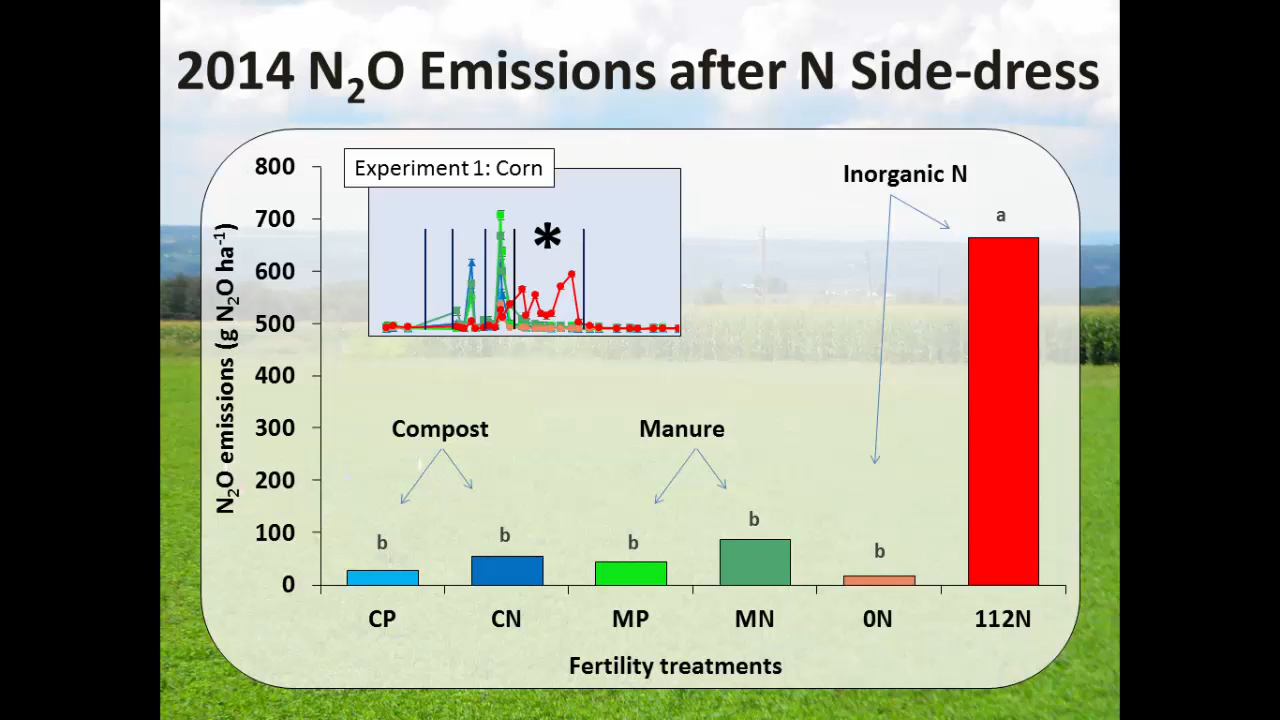 2014 N₂O Emissions after N Side-dress
Experiment 1: Corn
*
Inorganic N
800
700
600
500
400
300
200
100
0
N₂O emissions (g N₂O ha⁻¹)
Compost
Manure
b
b
b
b
b
a
CP
CN
MP
MN
0N
112N
Fertility treatments